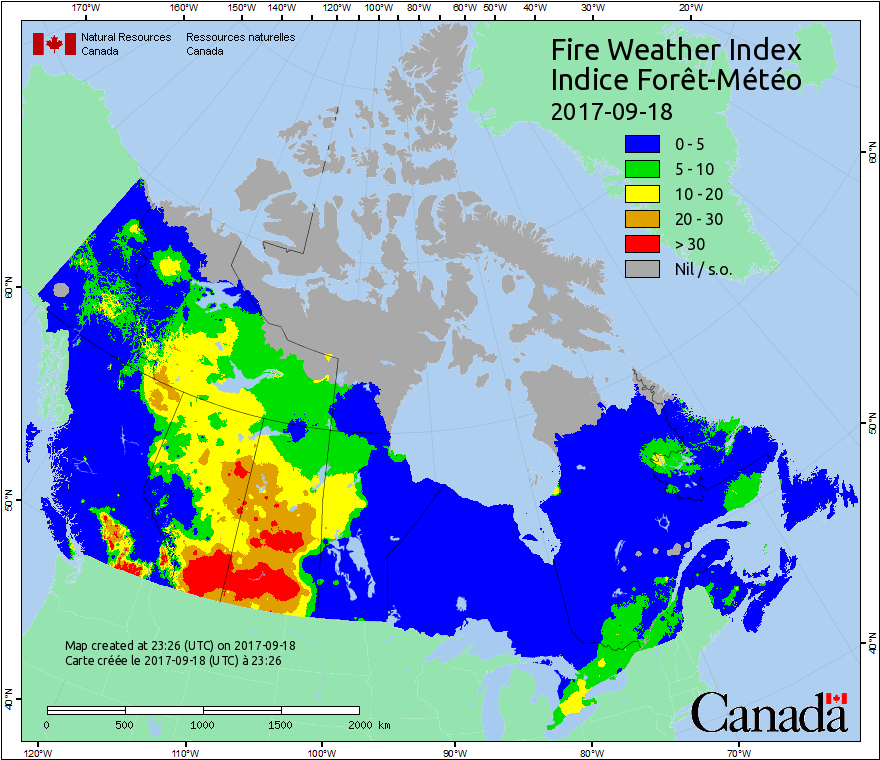 170°W 160°W 150°W 140°W 120°W 100°W 80°W 60°W 50°W 40°W 30°W 20°W
Natural Resources Ressources naturelles
Canada Canada
Fire Weather Index
Indice Forêt-Météo
2017-09-18
0 - 5
5 - 10
10 - 20
20 - 30
> 30
Nil / s.o.
60°N
60°N
50°N
50°N
40°N
40°N
Map created at 23:26 (UTC) on 2017-09-18
Carte créée le 2017-09-18 (UTC) à 23:26
0 500 1000 1500 2000 km
Canada
120°W 110°W 100°W 90°W 80°W 70°W